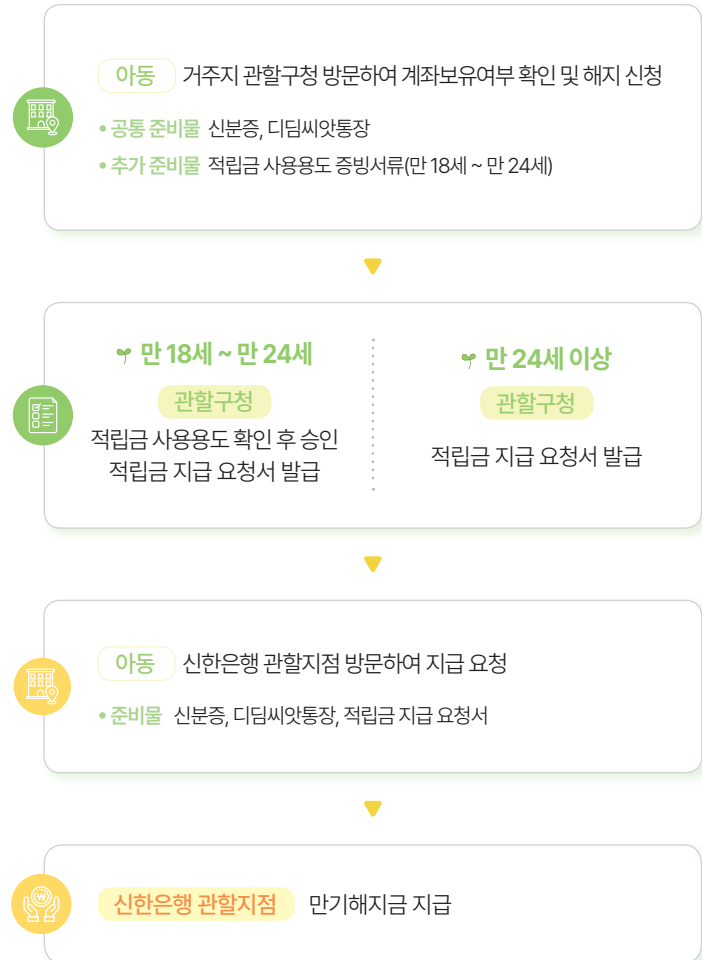 아동 거주지 관할구청 방문하여 계좌보유여부 확인 및 해지 신청
• 공통 준비물 신분증, 디딤씨앗통장
• 추가 준비물 적립금 사용용도 증빙서류(만 18세 ~ 만 24세)
만 18세 ~ 만 24세
관할구청
적립금 사용용도 확인 후 승인
적립금 지급 요청서 발급
만 24세 이상
관할구청
적립금 지급 요청서 발급
아동 신한은행 관할지점 방문하여 지급 요청
• 준비물 신분증, 디딤씨앗통장, 적립금 지급 요청서
신한은행 관할지점 만기해지금 지급